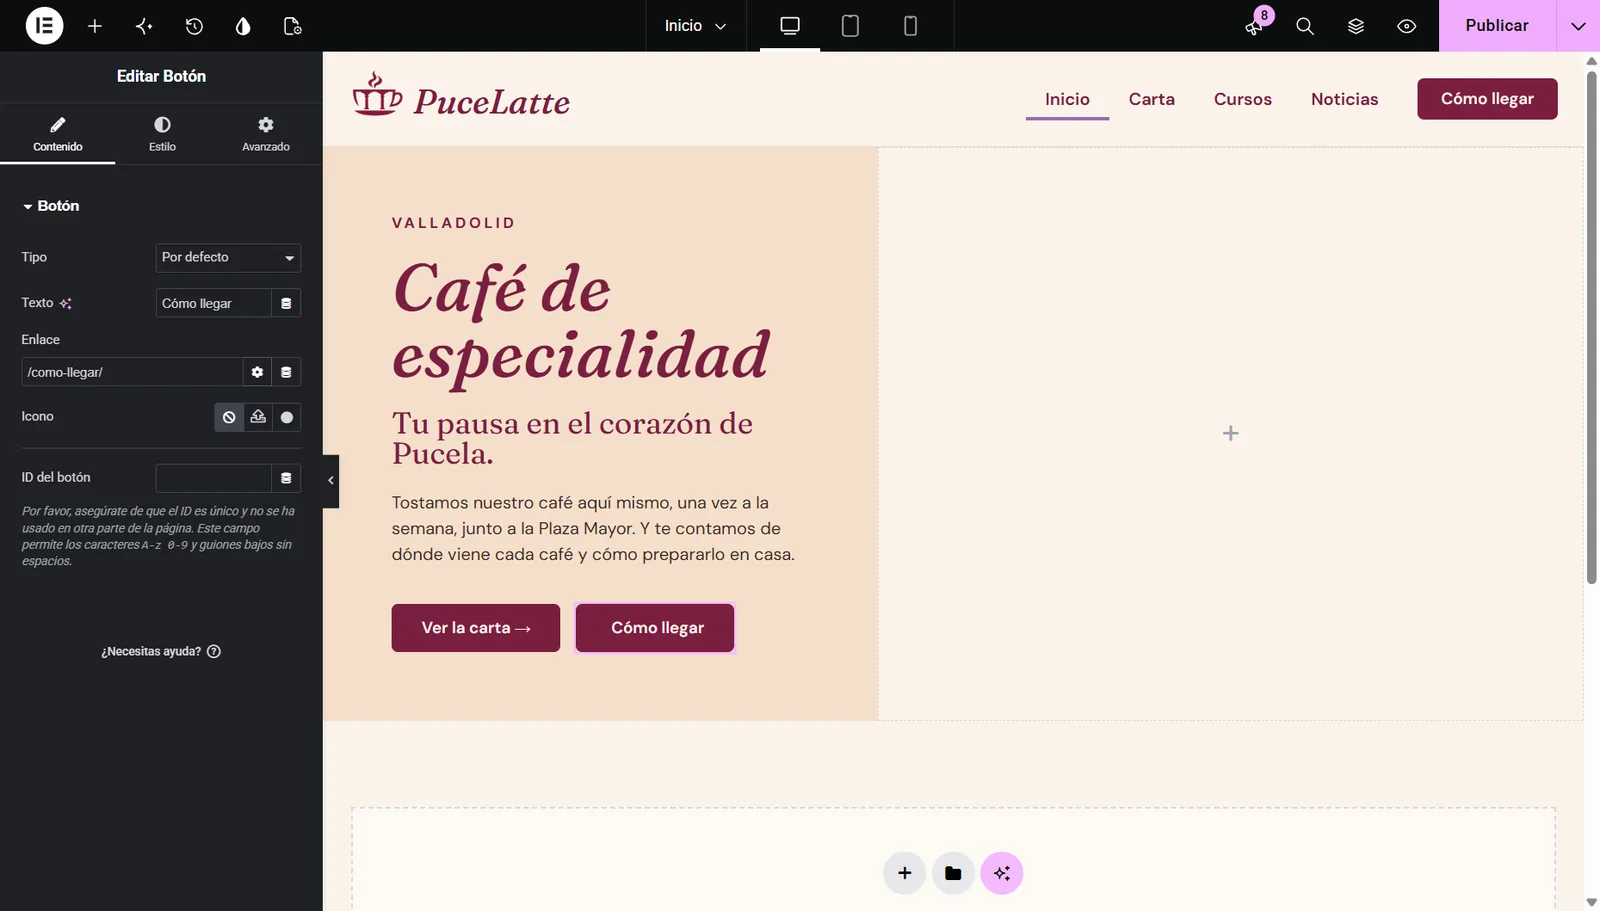 Inicio
8
Publicar
Editar Botón
Contenido
Estilo
Avanzado
Botón
Tipo
Por defecto
Texto
Cómo llegar
Enlace
/como-llegar/
Icono
ID del botón
Por favor, asegúrate de que el ID es único y no se ha
usado en otra parte de la página. Este campo
permite los caracteres A-z 0-9 y guiones bajos sin
espacios.
¿Necesitas ayuda?
PuceLatte
Inicio
Carta
Cursos
Noticias
Cómo llegar
VALLADOLID
Café de
especialidad
Tu pausa en el corazón de
Pucela.
Tostamos nuestro café aquí mismo, una vez a la
semana, junto a la Plaza Mayor. Y te contamos de
dónde viene cada café y cómo prepararlo en casa.
Ver la carta →
Cómo llegar